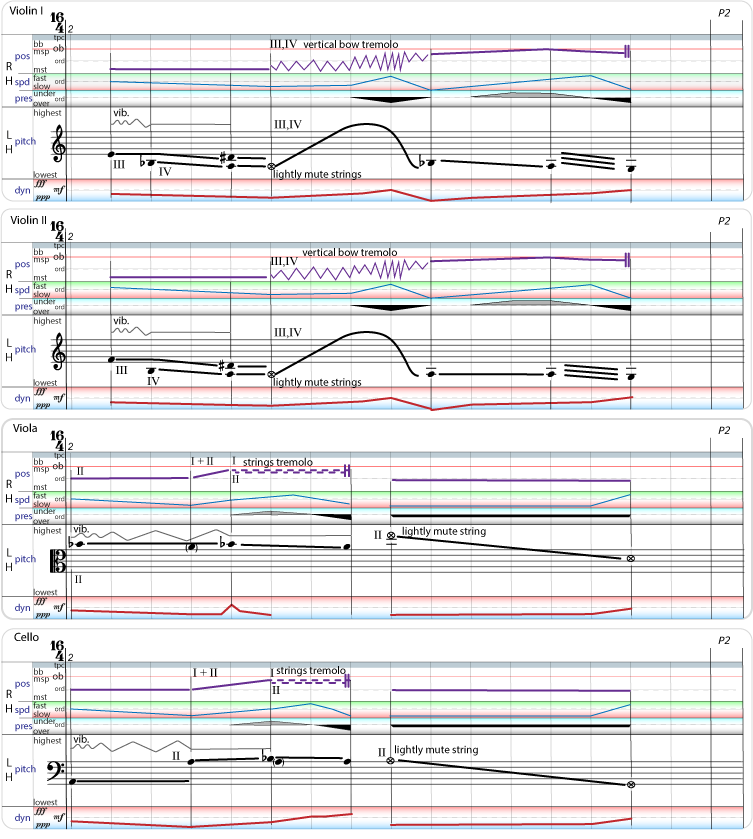 Violin I
P2
16
4 2
tpc
bb
msp ob
pos
ord
mst
R
H
fast
spd ord
slow
under
pres ord
over
III,IV vertical bow tremolo
highest
vib.
L
H pitch
III
IV
III,IV
lightly mute strings
lowest
fff
dyn mf
ppp
Violin II
P2
16
4 2
tpc
bb
msp ob
pos
ord
mst
R
H
fast
spd ord
slow
under
pres ord
over
vertical bow tremolo
III,IV
highest
vib.
L
H pitch
III
IV
III,IV
lightly mute strings
lowest
fff
dyn mf
ppp
Viola
P2
16
4 2
tpc
bb
msp ob
pos
ord
mst
R
H
fast
spd ord
slow
under
pres ord
over
II
I + II
I strings tremolo
II
highest
vib.
L
H pitch
II
II lightly mute string
lowest
fff
dyn mf
ppp
Cello
P2
16
4 2
tpc
bb
msp ob
pos
ord
mst
R
H
fast
spd ord
slow
under
pres ord
over
I + II
I strings tremolo
II
highest
vib.
L
H pitch
II
II lightly mute string
lowest
fff
dyn mf
ppp